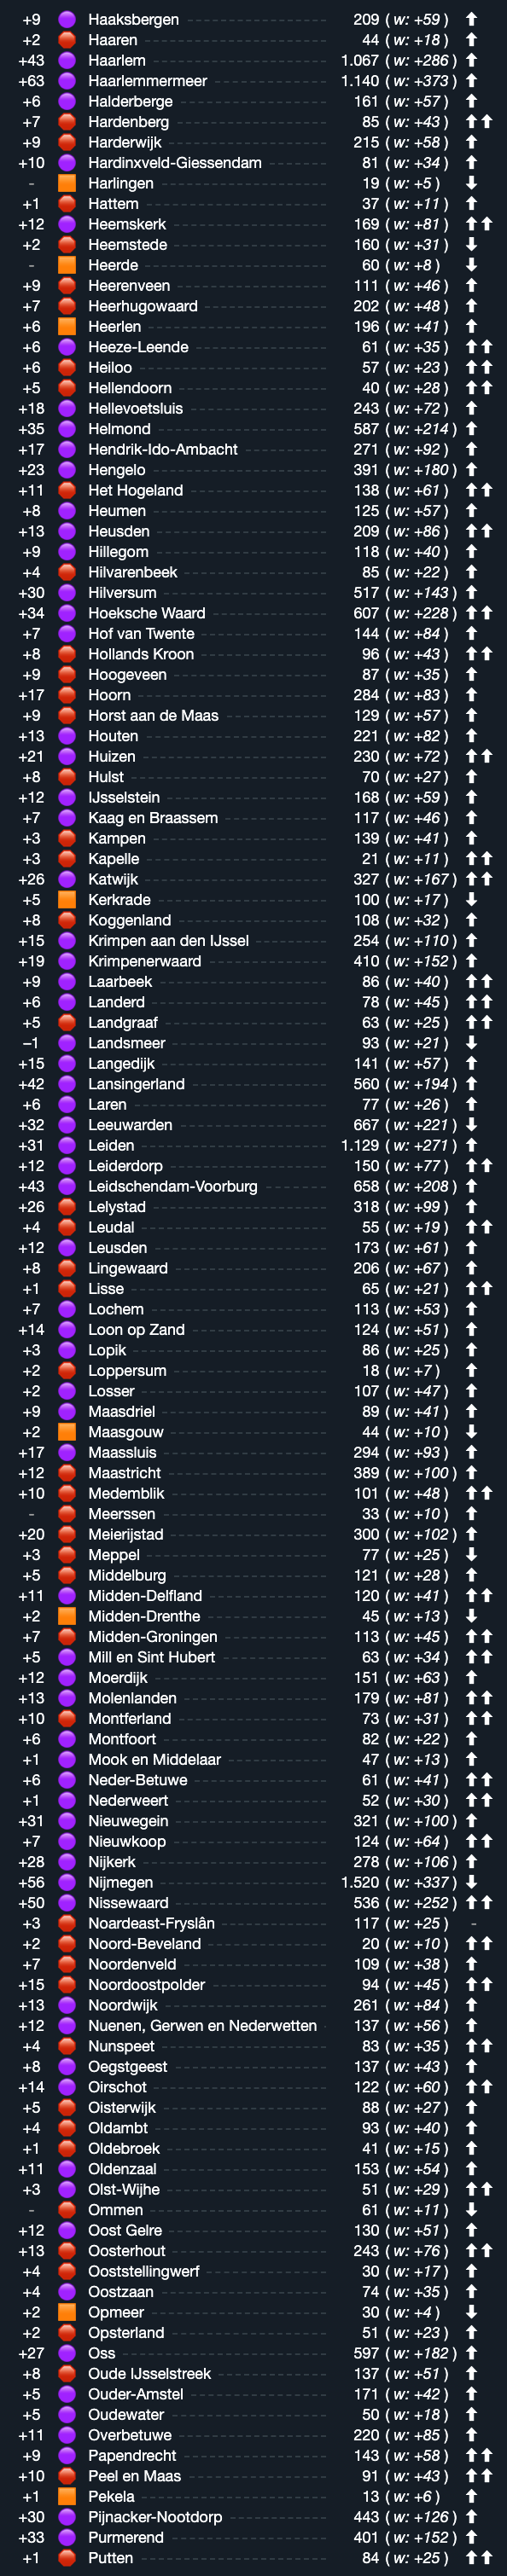 +9 Haaksbergen 209 ( w: +59 ) ⬆
+2 Haaren 44 ( w: +18 ) ⬆
+43 Haarlem 1.067 ( w: +286 ) ⬆
+63 Haarlemmermeer 1.140 ( w: +373 ) ⬆
+6 Halderberge 161 ( w: +57 ) ⬆
+7 Hardenberg 85 ( w: +43 ) ⬆⬆
+9 Harderwijk 215 ( w: +58 ) ⬆
+10 Hardinxveld-Giessendam 81 ( w: +34 ) ⬆
- Harlingen 19 ( w: +5 ) ⬇
+1 Hattem 37 ( w: +11 ) ⬆
+12 Heemskerk 169 ( w: +81 ) ⬆⬆
+2 Heemstede 160 ( w: +31 ) ⬇
- Heerde 60 ( w: +8 ) ⬇
+9 Heerenveen 111 ( w: +46 ) ⬆
+7 Heerhugowaard 202 ( w: +48 ) ⬆
+6 Heerlen 196 ( w: +41 ) ⬆
+6 Heeze-Leende 61 ( w: +35 ) ⬆⬆
+6 Heiloo 57 ( w: +23 ) ⬆⬆
+5 Hellendoorn 40 ( w: +28 ) ⬆⬆
+18 Hellevoetsluis 243 ( w: +72 ) ⬆
+35 Helmond 587 ( w: +214 ) ⬆
+17 Hendrik-Ido-Ambacht 271 ( w: +92 ) ⬆
+23 Hengelo 391 ( w: +180 ) ⬆
+11 Het Hogeland 138 ( w: +61 ) ⬆⬆
+8 Heumen 125 ( w: +57 ) ⬆
+13 Heusden 209 ( w: +86 ) ⬆⬆
+9 Hillegom 118 ( w: +40 ) ⬆
+4 Hilvarenbeek 85 ( w: +22 ) ⬆
+30 Hilversum 517 ( w: +143 ) ⬆
+34 Hoeksche Waard 607 ( w: +228 ) ⬆⬆
+7 Hof van Twente 144 ( w: +84 ) ⬆
+8 Hollands Kroon 96 ( w: +43 ) ⬆⬆
+9 Hoogeveen 87 ( w: +35 ) ⬆
+17 Hoorn 284 ( w: +83 ) ⬆
+9 Horst aan de Maas 129 ( w: +57 ) ⬆
+13 Houten 221 ( w: +82 ) ⬆
+21 Huizen 230 ( w: +72 ) ⬆⬆
+8 Hulst 70 ( w: +27 ) ⬆
+12 IJsselstein 168 ( w: +59 ) ⬆
+7 Kaag en Braassem 117 ( w: +46 ) ⬆
+3 Kampen 139 ( w: +41 ) ⬆
+3 Kapelle 21 ( w: +11 ) ⬆⬆
+26 Katwijk 327 ( w: +167 ) ⬆⬆
+5 Kerkrade 100 ( w: +17 ) ⬇
+8 Koggenland 108 ( w: +32 ) ⬆
+15 Krimpen aan den IJssel 254 ( w: +110 ) ⬆
+19 Krimpenerwaard 410 ( w: +152 ) ⬆
+9 Laarbeek 86 ( w: +40 ) ⬆⬆
+6 Landerd 78 ( w: +45 ) ⬆⬆
+5 Landgraaf 63 ( w: +25 ) ⬆⬆
−1 Landsmeer 93 ( w: +21 ) ⬇
+15 Langedijk 141 ( w: +57 ) ⬆
+42 Lansingerland 560 ( w: +194 ) ⬆
+6 Laren 77 ( w: +26 ) ⬆
+32 Leeuwarden 667 ( w: +221 ) ⬇
+31 Leiden 1.129 ( w: +271 ) ⬆
+12 Leiderdorp 150 ( w: +77 ) ⬆⬆
+43 Leidschendam-Voorburg 658 ( w: +208 ) ⬆
+26 Lelystad 318 ( w: +99 ) ⬆
+4 Leudal 55 ( w: +19 ) ⬆⬆
+12 Leusden 173 ( w: +61 ) ⬆
+8 Lingewaard 206 ( w: +67 ) ⬆
+1 Lisse 65 ( w: +21 ) ⬆⬆
+7 Lochem 113 ( w: +53 ) ⬆
+14 Loon op Zand 124 ( w: +51 ) ⬆
+3 Lopik 86 ( w: +25 ) ⬆
+2 Loppersum 18 ( w: +7 ) ⬆
+2 Losser 107 ( w: +47 ) ⬆
+9 Maasdriel 89 ( w: +41 ) ⬆
+2 Maasgouw 44 ( w: +10 ) ⬇
+17 Maassluis 294 ( w: +93 ) ⬆
+12 Maastricht 389 ( w: +100 ) ⬆
+10 Medemblik 101 ( w: +48 ) ⬆⬆
- Meerssen 33 ( w: +10 ) ⬆
+20 Meierijstad 300 ( w: +102 ) ⬆
+3 Meppel 77 ( w: +25 ) ⬇
+5 Middelburg 121 ( w: +28 ) ⬆
+11 Midden-Delfland 120 ( w: +41 ) ⬆⬆
+2 Midden-Drenthe 45 ( w: +13 ) ⬇
+7 Midden-Groningen 113 ( w: +45 ) ⬆⬆
+5 Mill en Sint Hubert 63 ( w: +34 ) ⬆⬆
+12 Moerdijk 151 ( w: +63 ) ⬆
+13 Molenlanden 179 ( w: +81 ) ⬆⬆
+10 Montferland 73 ( w: +31 ) ⬆⬆
+6 Montfoort 82 ( w: +22 ) ⬆
+1 Mook en Middelaar 47 ( w: +13 ) ⬆
+6 Neder-Betuwe 61 ( w: +41 ) ⬆⬆
+1 Nederweert 52 ( w: +30 ) ⬆⬆
+31 Nieuwegein 321 ( w: +100 ) ⬆
+7 Nieuwkoop 124 ( w: +64 ) ⬆⬆
+28 Nijkerk 278 ( w: +106 ) ⬆
+56 Nijmegen 1.520 ( w: +337 ) ⬇
+50 Nissewaard 536 ( w: +252 ) ⬆⬆
+3 Noardeast-Fryslân 117 ( w: +25 ) -
+2 Noord-Beveland 20 ( w: +10 ) ⬆⬆
+7 Noordenveld 109 ( w: +38 ) ⬆
+15 Noordoostpolder 94 ( w: +45 ) ⬆⬆
+13 Noordwijk 261 ( w: +84 ) ⬆
+12 Nuenen, Gerwen en Nederwetten 137 ( w: +56 ) ⬆
+4 Nunspeet 83 ( w: +35 ) ⬆⬆
+8 Oegstgeest 137 ( w: +43 ) ⬆
+14 Oirschot 122 ( w: +60 ) ⬆⬆
+5 Oisterwijk 88 ( w: +27 ) ⬆
+4 Oldambt 93 ( w: +40 ) ⬆
+1 Oldebroek 41 ( w: +15 ) ⬆
+11 Oldenzaal 153 ( w: +54 ) ⬆
+3 Olst-Wijhe 51 ( w: +29 ) ⬆⬆
- Ommen 61 ( w: +11 ) ⬇
+12 Oost Gelre 130 ( w: +51 ) ⬆
+13 Oosterhout 243 ( w: +76 ) ⬆⬆
+4 Ooststellingwerf 30 ( w: +17 ) ⬆
+4 Oostzaan 74 ( w: +35 ) ⬆
+2 Opmeer 30 ( w: +4 ) ⬇
+2 Opsterland 51 ( w: +23 ) ⬆
+27 Oss 597 ( w: +182 ) ⬆
+8 Oude IJsselstreek 137 ( w: +51 ) ⬆
+5 Ouder-Amstel 171 ( w: +42 ) ⬆
+5 Oudewater 50 ( w: +18 ) ⬆
+11 Overbetuwe 220 ( w: +85 ) ⬆
+9 Papendrecht 143 ( w: +58 ) ⬆⬆
+10 Peel en Maas 91 ( w: +43 ) ⬆⬆
+1 Pekela 13 ( w: +6 ) ⬆
+30 Pijnacker-Nootdorp 443 ( w: +126 ) ⬆
+33 Purmerend 401 ( w: +152 ) ⬆
+1 Putten 84 ( w: +25 ) ⬆⬆